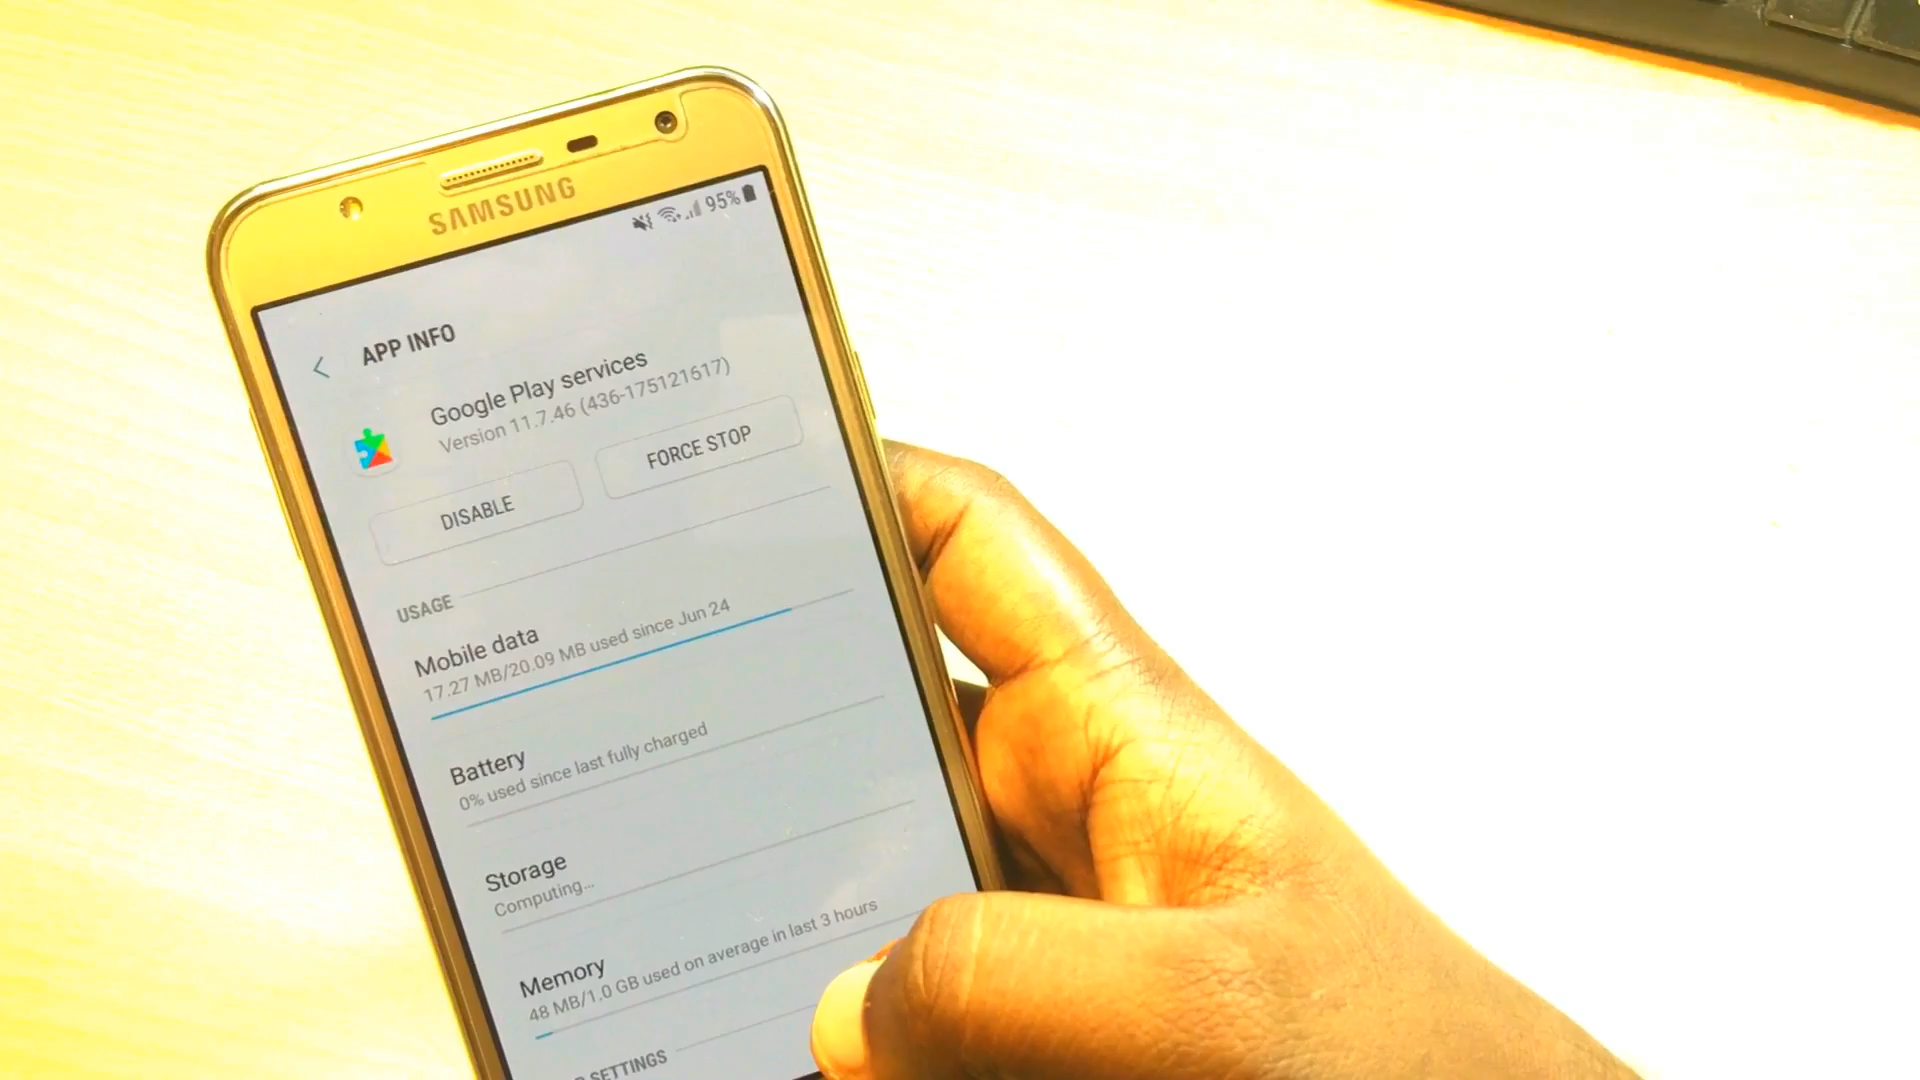 SAMSUNG
95%
APP INFO
Google Play services
Version 11.7.46 (436-175121617)
DISABLE
FORCE STOP
USAGE
Mobile data
17.27 MB/20.09 MB used since Jun 24
Battery
0% used since last fully charged
Storage
Computing...
Memory
48 MB/1.0 GB used on average in last 3 hours
SETTINGS